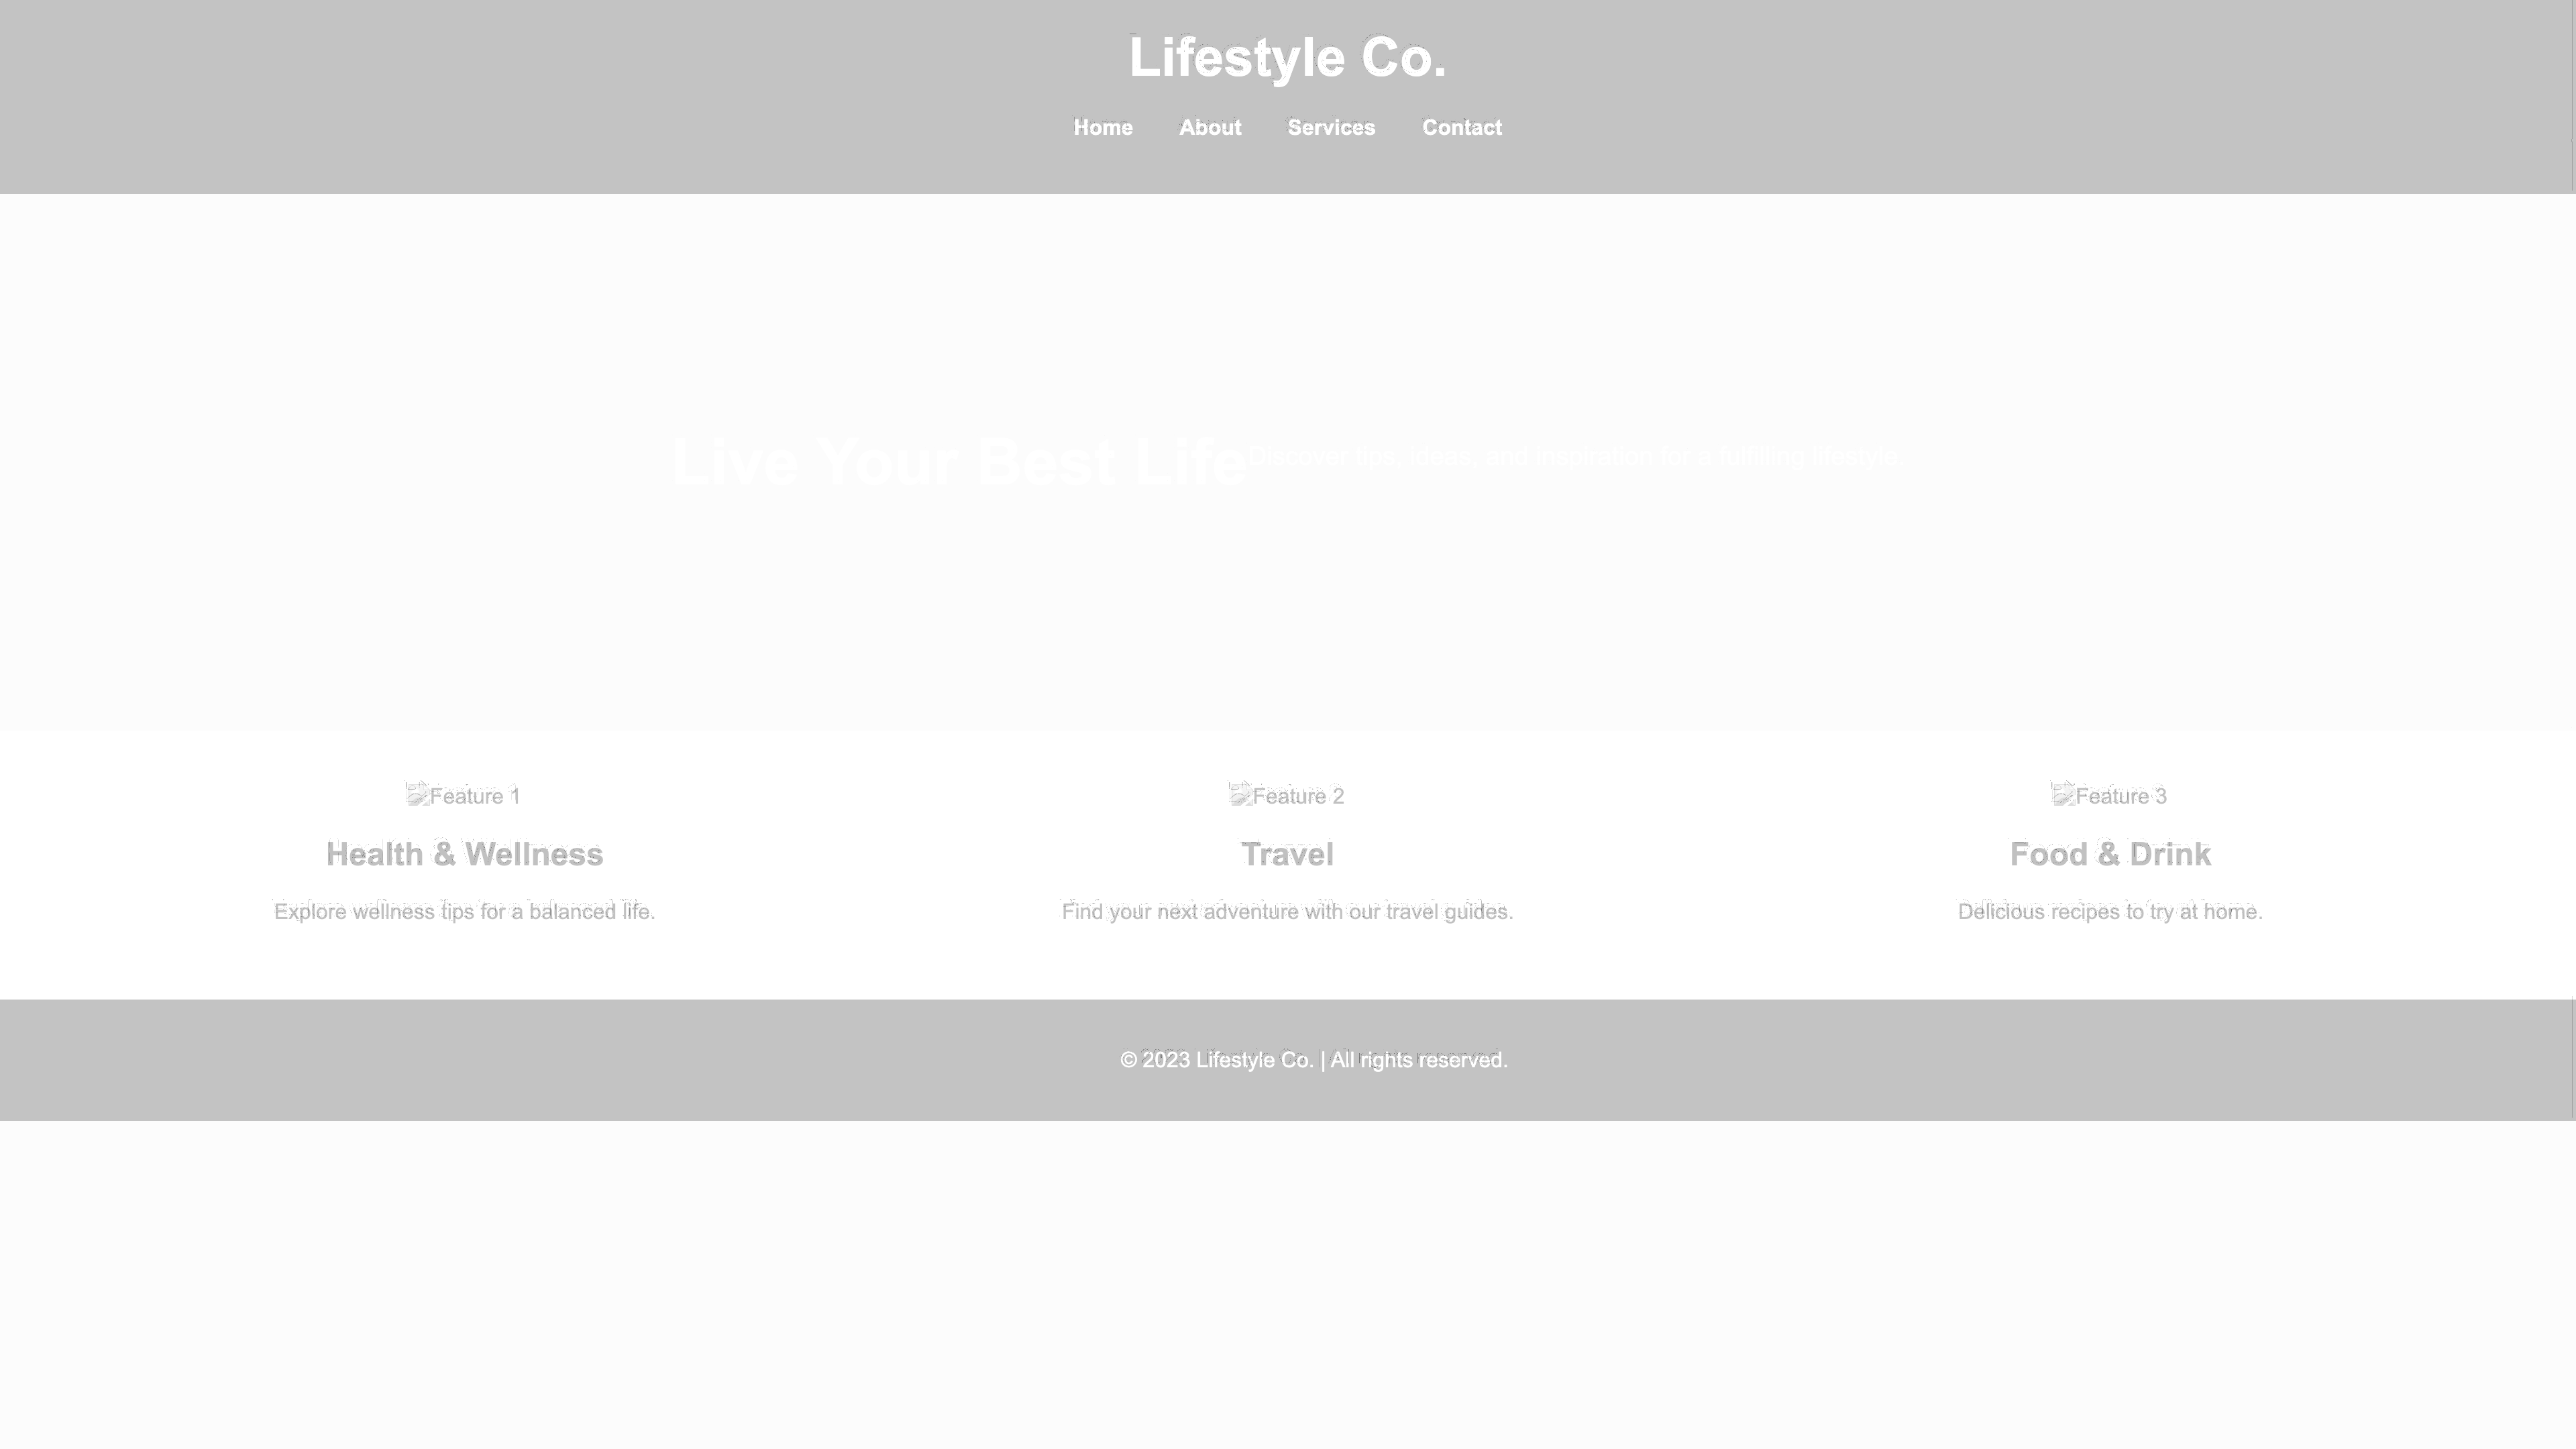 Lifestyle Co.
Home About Services Contact
Live Your Best Life Discover tips, ideas, and inspiration for a fulfilling lifestyle.
Feature 1
Health & Wellness
Explore wellness tips for a balanced life.
Feature 2
Travel
Find your next adventure with our travel guides.
Feature 3
Food & Drink
Delicious recipes to try at home.
© 2023 Lifestyle Co. | All rights reserved.